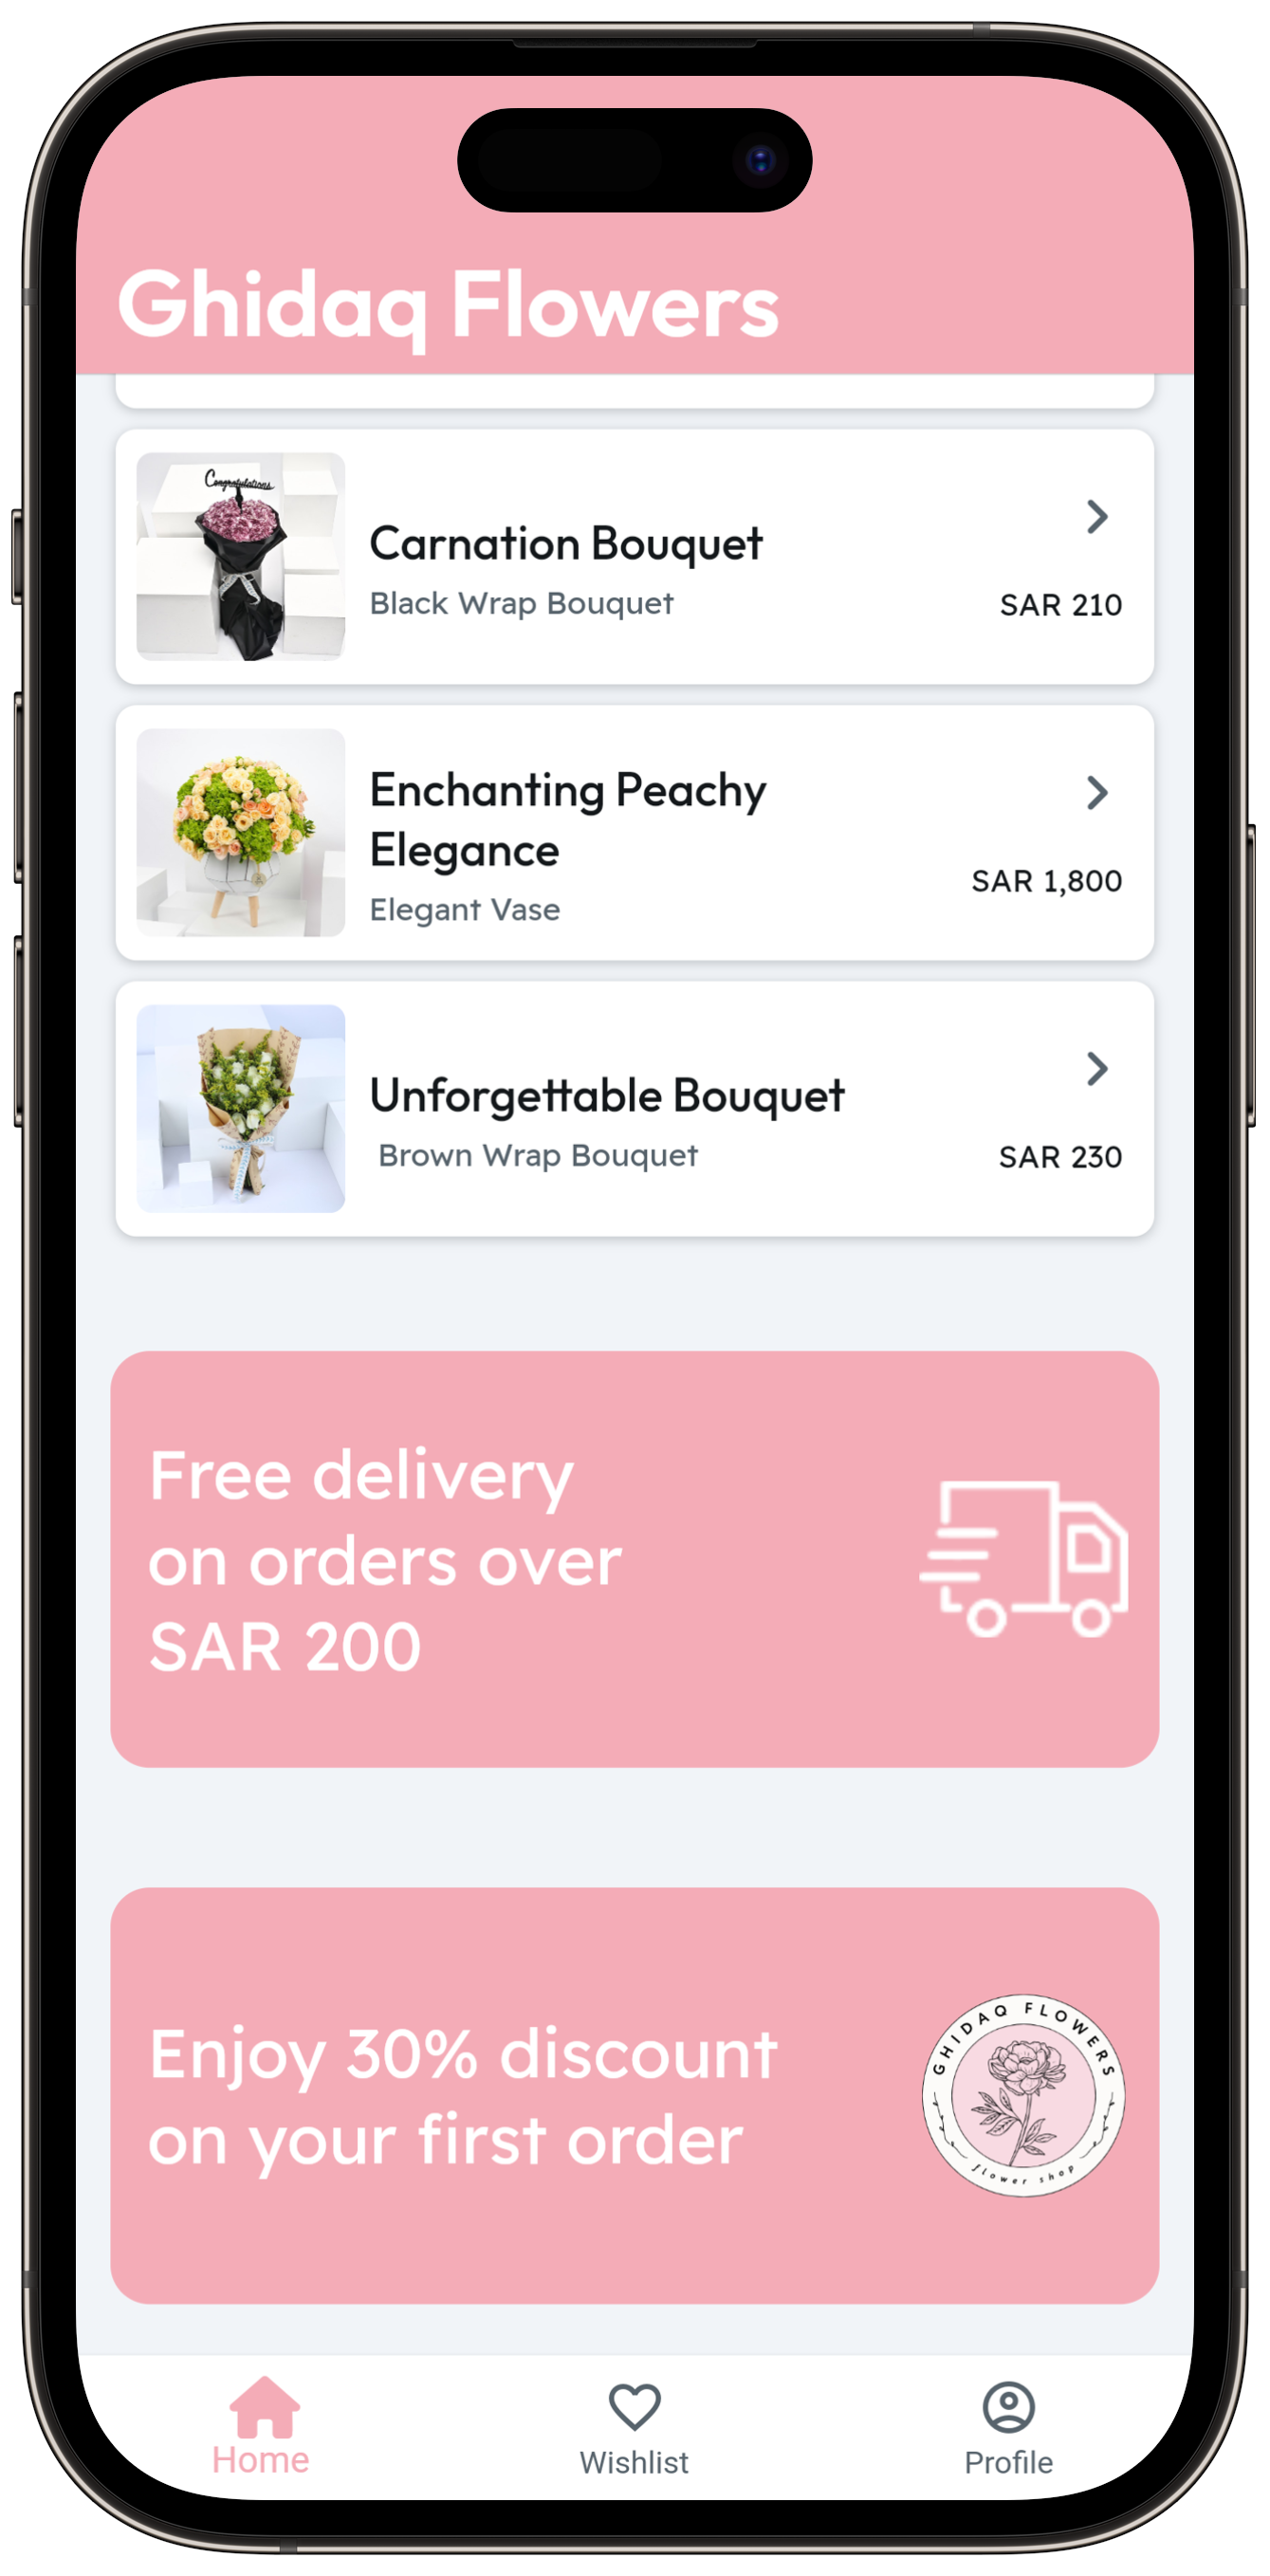 Ghidaq Flowers
Congratulations
Carnation Bouquet
Black Wrap Bouquet
SAR 210
Enchanting Peachy
Elegance
Elegant Vase
SAR 1,800
Unforgettable Bouquet
Brown Wrap Bouquet
SAR 230
Free delivery
on orders over
SAR 200
Enjoy 30% discount
on your first order
GHIDAQ FLOWERS
flower shop
Home
Wishlist
Profile